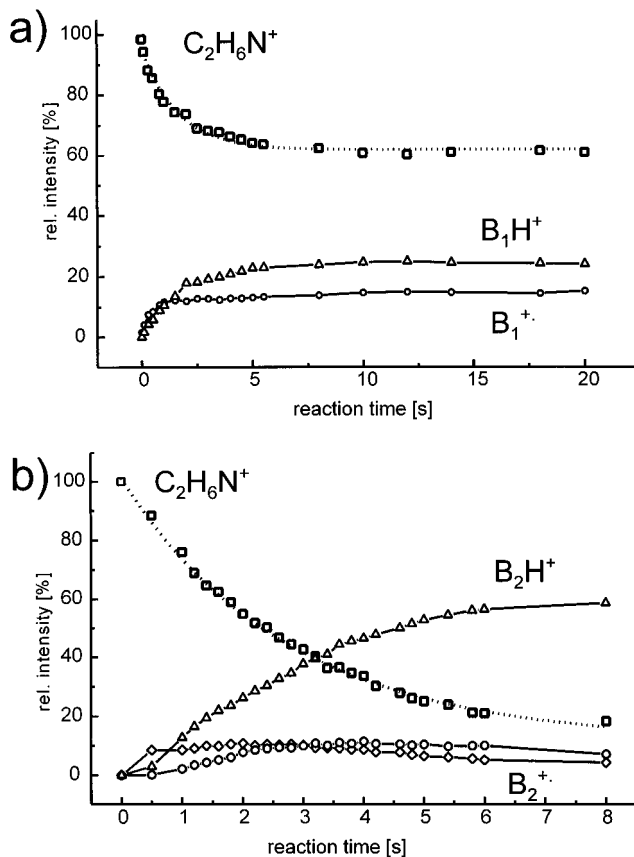 a)
C₂H₆N⁺
100
80
60
40
20
0
rel. intensity [%]
B₁H⁺
B₁⁺·
0 5 10 15 20
reaction time [s]
b)
C₂H₆N⁺
100
80
60
40
20
0
rel. intensity [%]
B₂H⁺
B₂⁺·
0 1 2 3 4 5 6 7 8
reaction time [s]